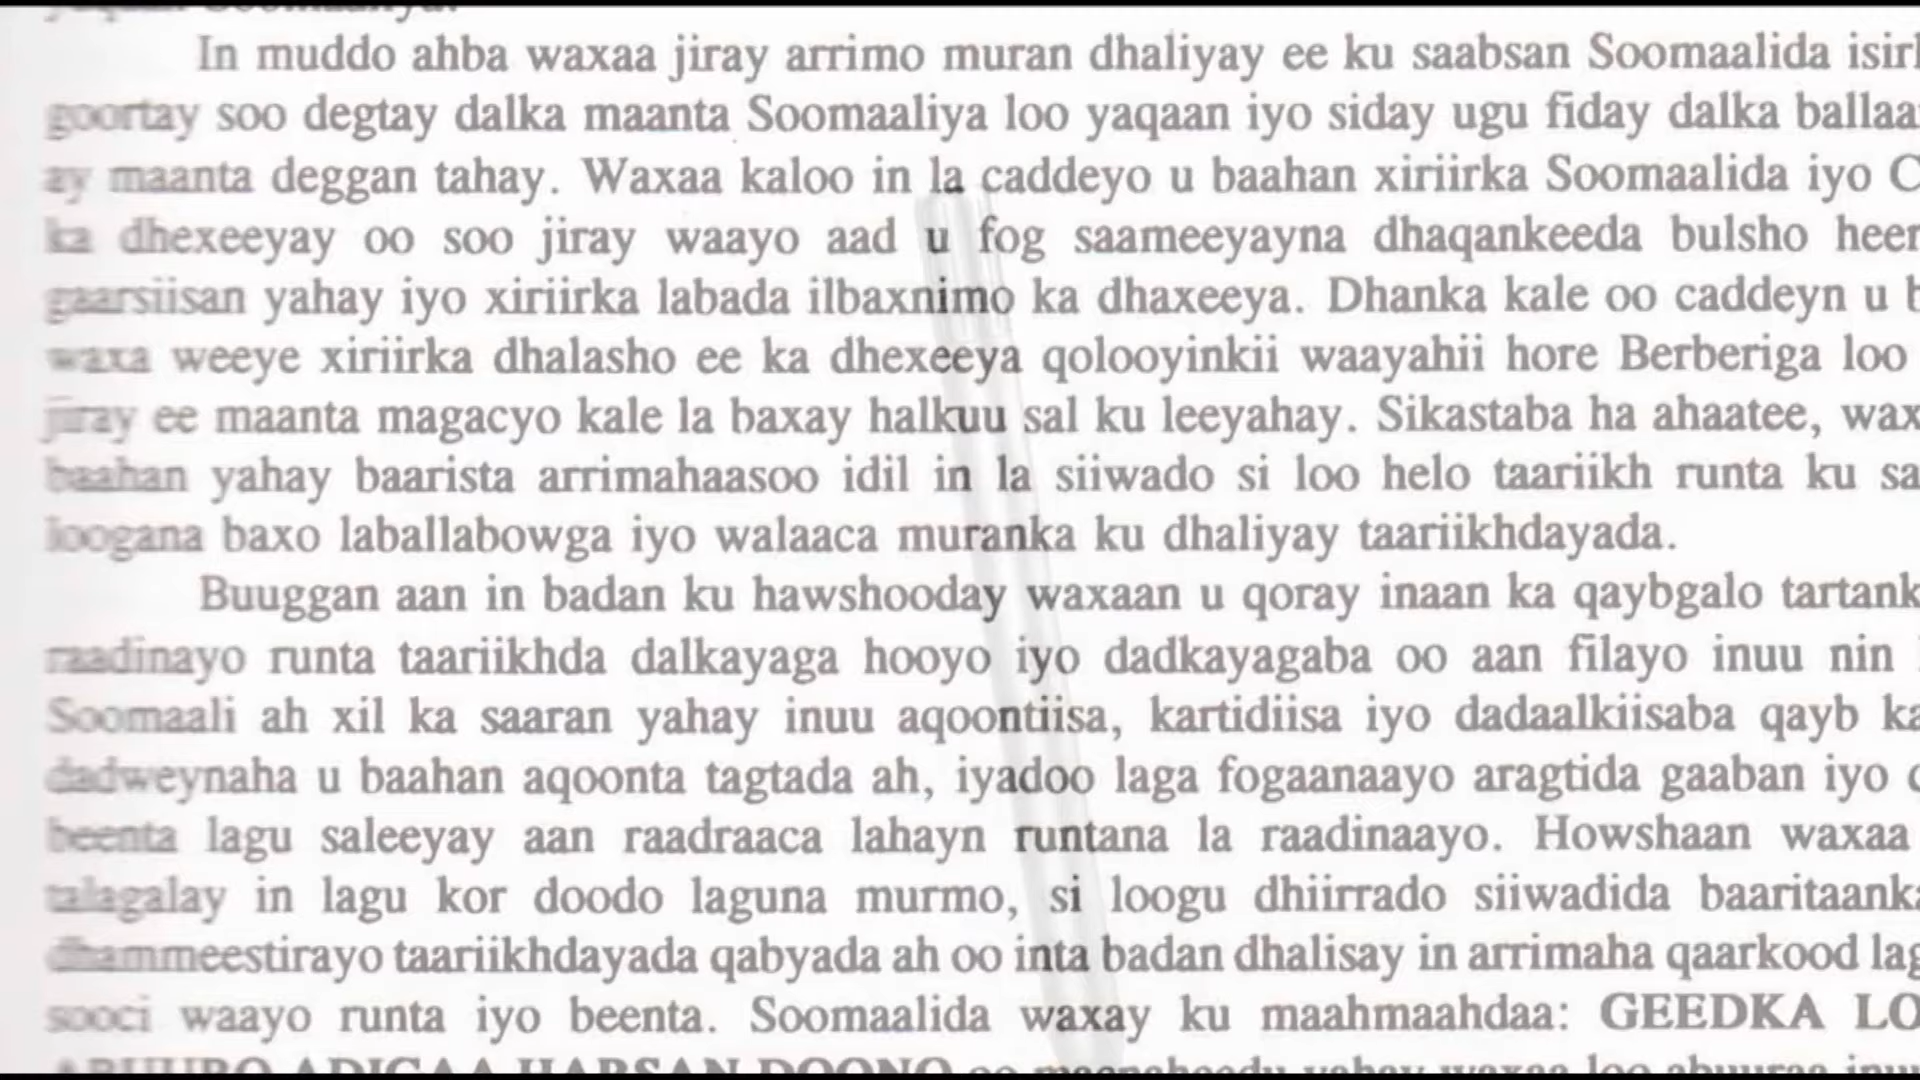 In muddo ahba waxaa jiray arrimo muran dhaliyay ee ku saabsan Soomaalida
goortay soo degtay dalka maanta Soomaaliya loo yaqaan iyo siday ugu fiday dalka
ay maanta deggan tahay. Waxaa kaloo in la caddeyo u baahan xiriirka Soomaalida iyo
ka dhexeeyay oo soo jiray waayo aad u fog saameeyayna dhaqankeeda bulsho
gaarsiisan yahay iyo xiriirka labada ilbaxnimo ka dhaxeeya. Dhanka kale oo caddeyn u
waxa weeye xiriirka dhalasho ee ka dhexeeya qolooyinkii waayahii hore Berberiga loo
jiray ee maanta magacyo kale la baxay halkuu sal ku leeyahay. Sikastaba ha ahaatee,
baahan yahay baarista arrimahaasoo idil in la siiwado si loo helo taariikh runta ku
loogana baxo laballabowga iyo walaaca muranka ku dhaliyay taariikhdayada.
Buuggan aan in badan ku hawshooday waxaan u qoray inaan ka qaybgalo
raadinayo runta taariikhda dalkayaga hooyo iyo dadkayagaba oo aan filayo inuu nin
Soomaali ah xil ka saaran yahay inuu aqoontiisa, kartidiisa iyo dadaalkiisaba qayb
dadweynaha u baahan aqoonta tagtada ah, iyadoo laga fogaanaayo aragtida gaaban iyo
beenta lagu saleeyay aan raadraaca lahayn runtana la raadinaayo. Howshaan waxaa
talagalay in lagu kor doodo laguna murmo, si loogu dhiirrado siiwadida
dhammeestirayo taariikhdayada qabyada ah oo inta badan dhalisay in arrimaha qaarkood
sooci waayo runta iyo beenta. Soomaalida waxay ku maahmaahdaa: GEEDKA